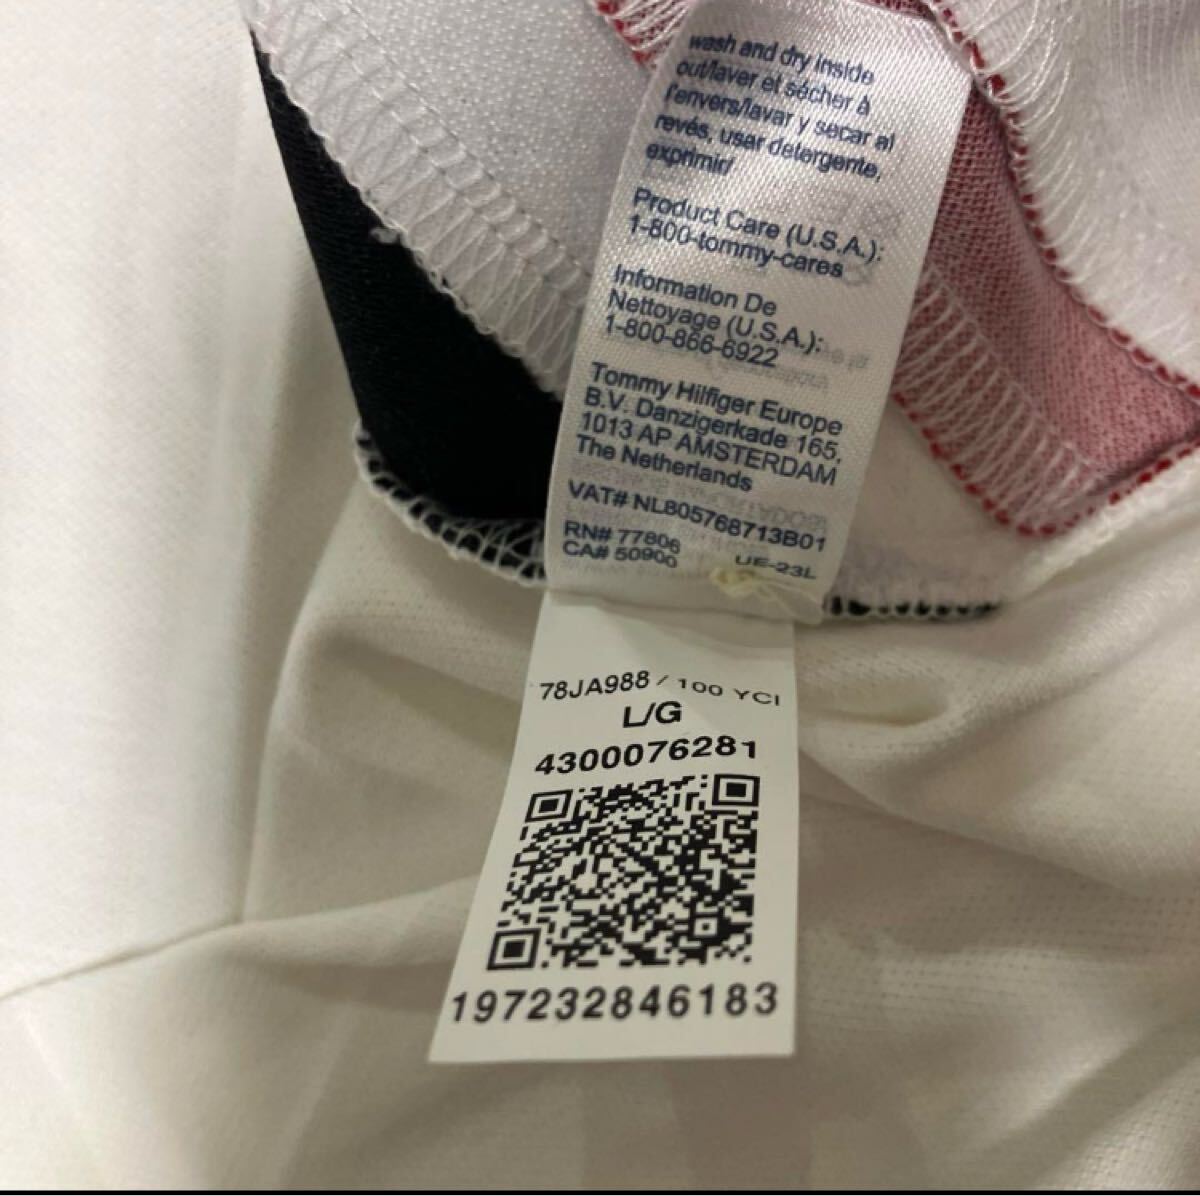 wash and dry inside
out/laver et sécher à
l'envers/lavar y secar al
revés, usar detergente,
exprimir/
Product Care (U.S.A.):
1-800-tommy-cares
Information De
Nettoyage (U.S.A.):
1-800-866-6922
Tommy Hilfiger Europe
B.V. Danzigerkade 165,
1013 AP AMSTERDAM
The Netherlands
VAT# NL805768713B01
RN# 77806
CA# 50900 UE-23L
78JA988 / 100 YCI
L/G
4300076281
197232846183